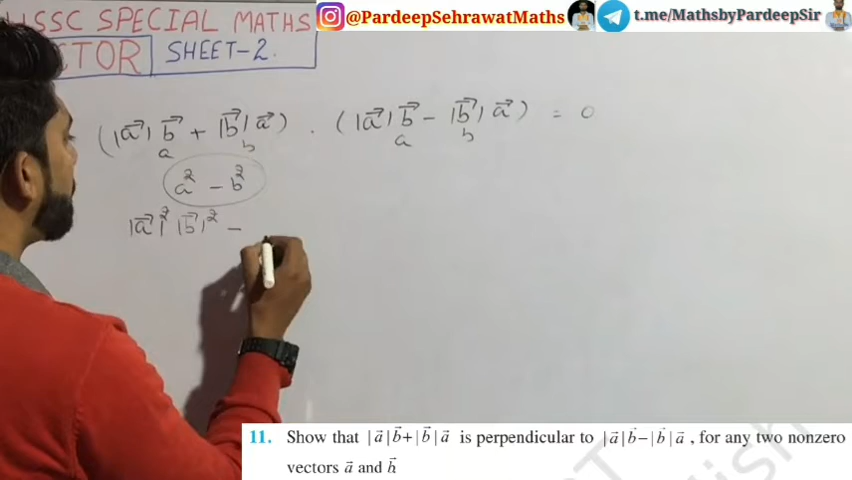 HSSC SPECIAL MATHS
@PardeepSehrawatMaths
t.me/MathsbyPardeepSir
TOR SHEET-2.
(|a⃗| b⃗ + |b⃗| a⃗) . (|a⃗| b⃗ - |b⃗| a⃗) = 0
a b a b
a² - b²
|a⃗|² |b⃗|² -
11. Show that |a⃗|b⃗+|b⃗|a⃗ is perpendicular to |a⃗|b⃗-|b⃗|a⃗, for any two nonzero
vectors a⃗ and b⃗